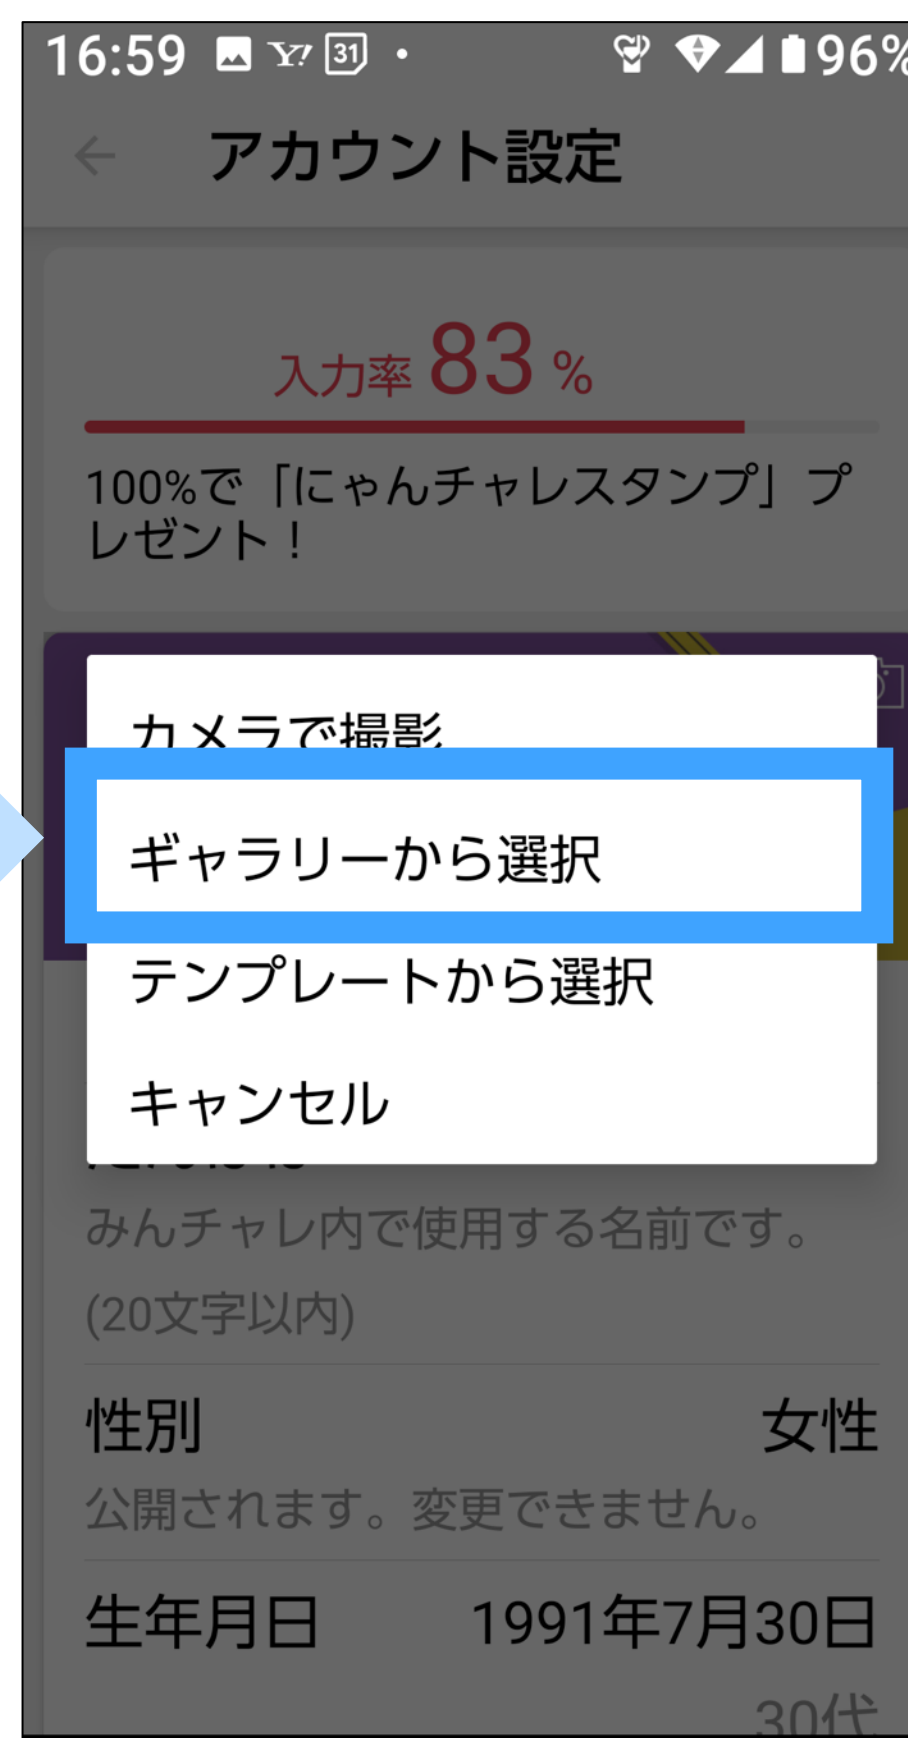 16:59 Y! 31 96%
アカウント設定
入力率 83 %
100%で「にゃんチャレスタンプ」プ
レゼント！
カメラで撮影
ギャラリーから選択
テンプレートから選択
キャンセル
みんチャレ内で使用する名前です。
(20文字以内)
性別 女性
公開されます。変更できません。
生年月日 1991年7月30日
30代